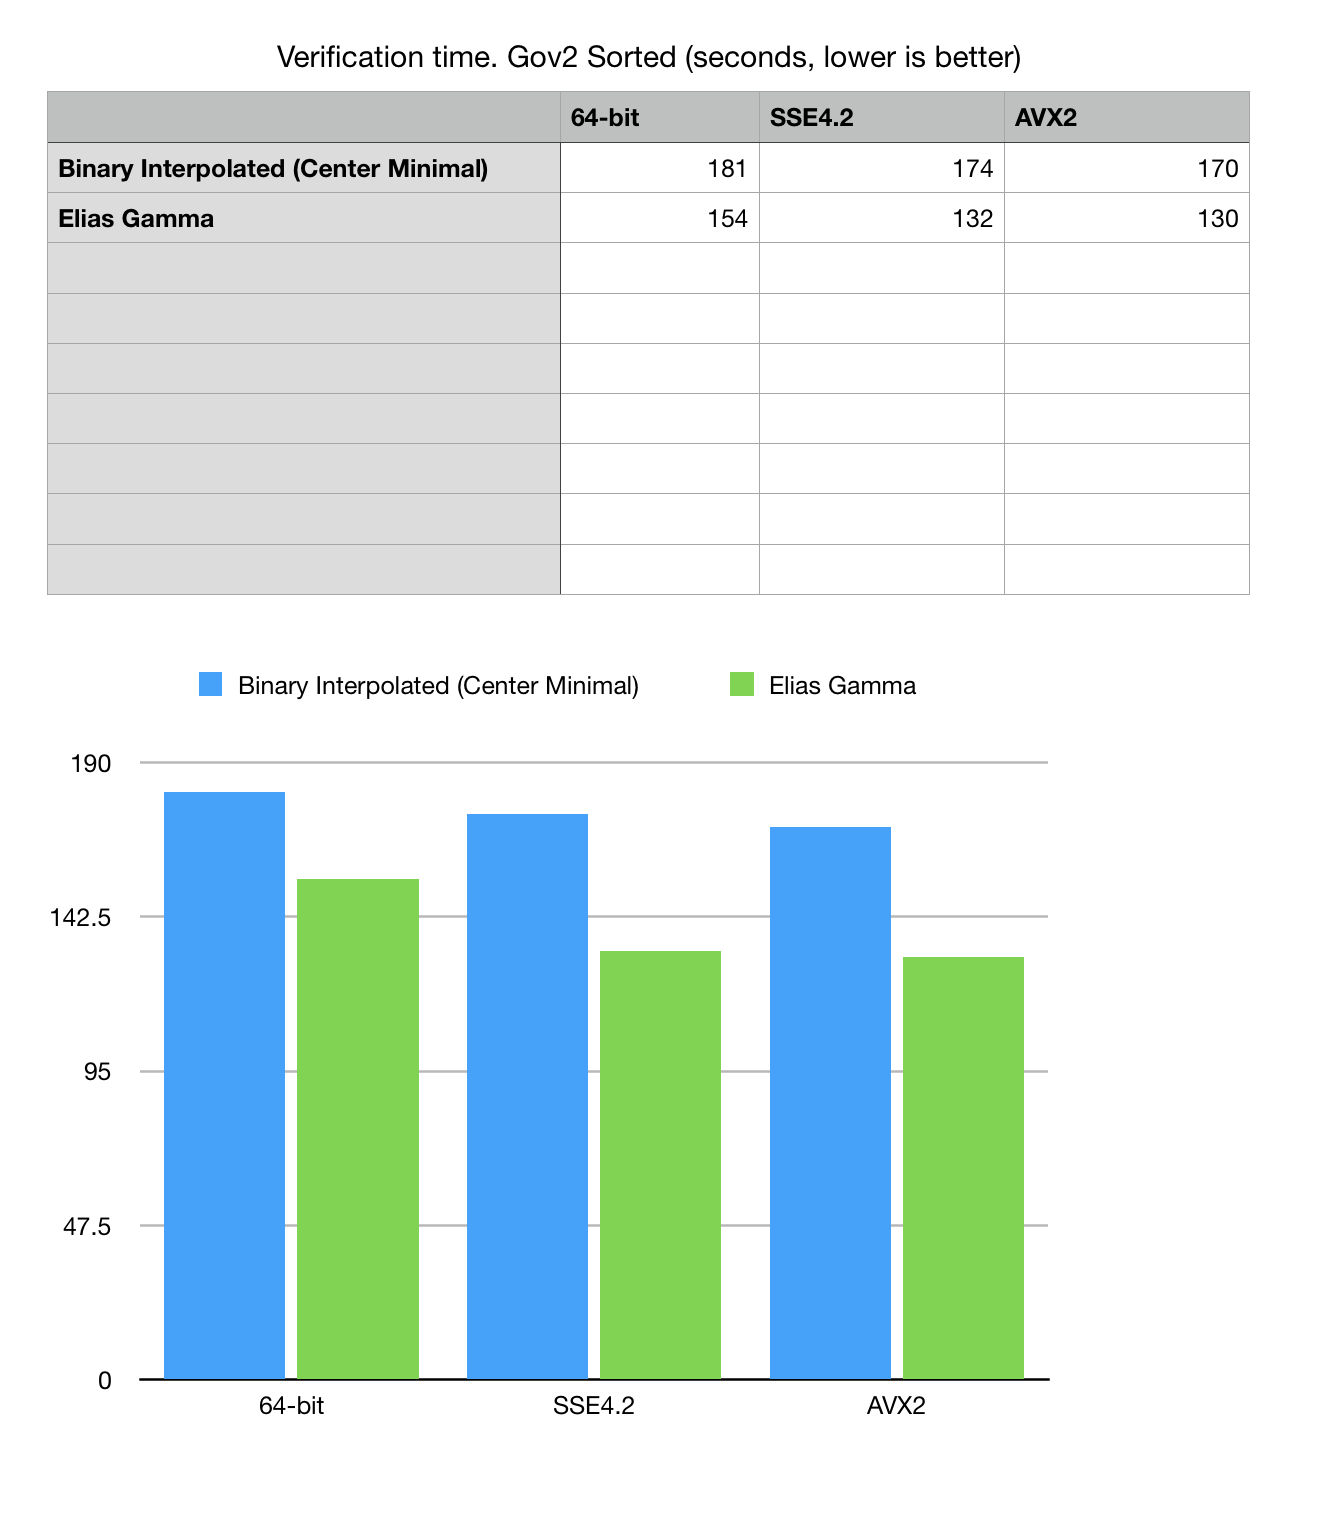 Verification time. Gov2 Sorted (seconds, lower is better)
64-bit SSE4.2 AVX2
Binary Interpolated (Center Minimal) 181 174 170
Elias Gamma 154 132 130
Binary Interpolated (Center Minimal) Elias Gamma
190
142.5
95
47.5
0
64-bit SSE4.2 AVX2